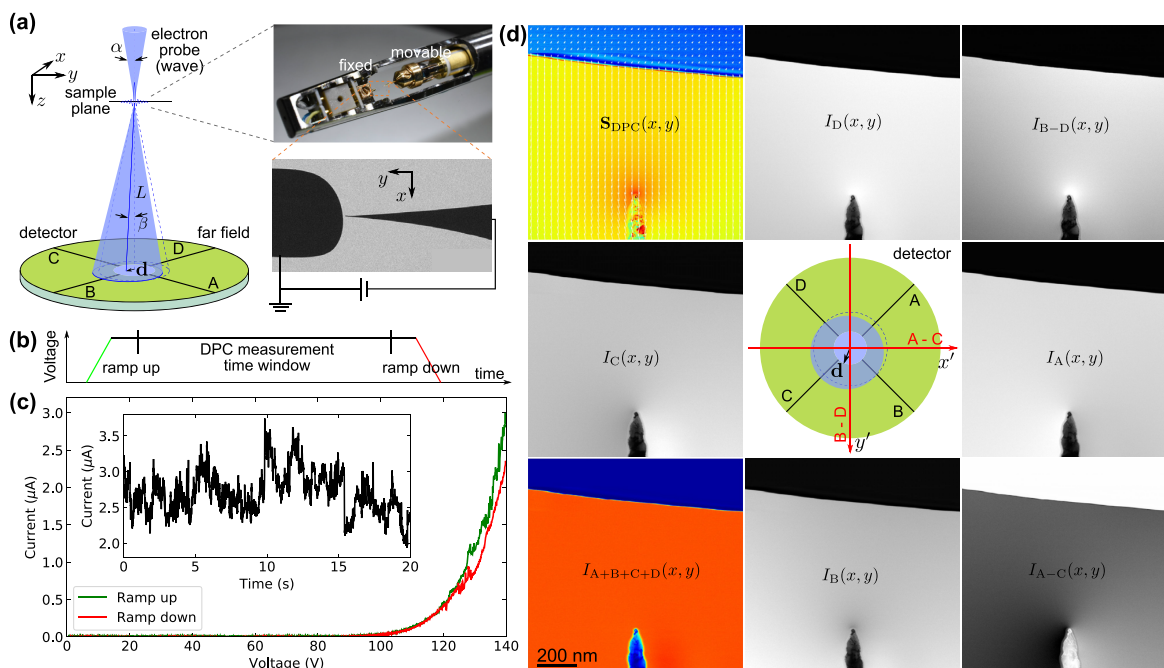 (a)
electron
probe
(wave)
α
x
y
z
sample
plane
L
β
detector
far field
C
D
d
B
A
fixed
movable
y
x
(b)
Voltage
ramp up
DPC measurement
time window
ramp down
time
(c)
Current (μA)
3.0
2.5
2.0
1.5
1.0
0.5
0.0
0
20
40
60
80
100
120
140
Voltage (V)
Current (μA)
3.5
3.0
2.5
2.0
0
5
10
15
20
Time (s)
Ramp up
Ramp down
(d)
S_DPC(x, y)
I_D(x, y)
I_B−D(x, y)
I_C(x, y)
detector
D
A
A - C
x′
d
C
B
B - D
y′
I_A(x, y)
I_A+B+C+D(x, y)
200 nm
I_B(x, y)
I_A−C(x, y)